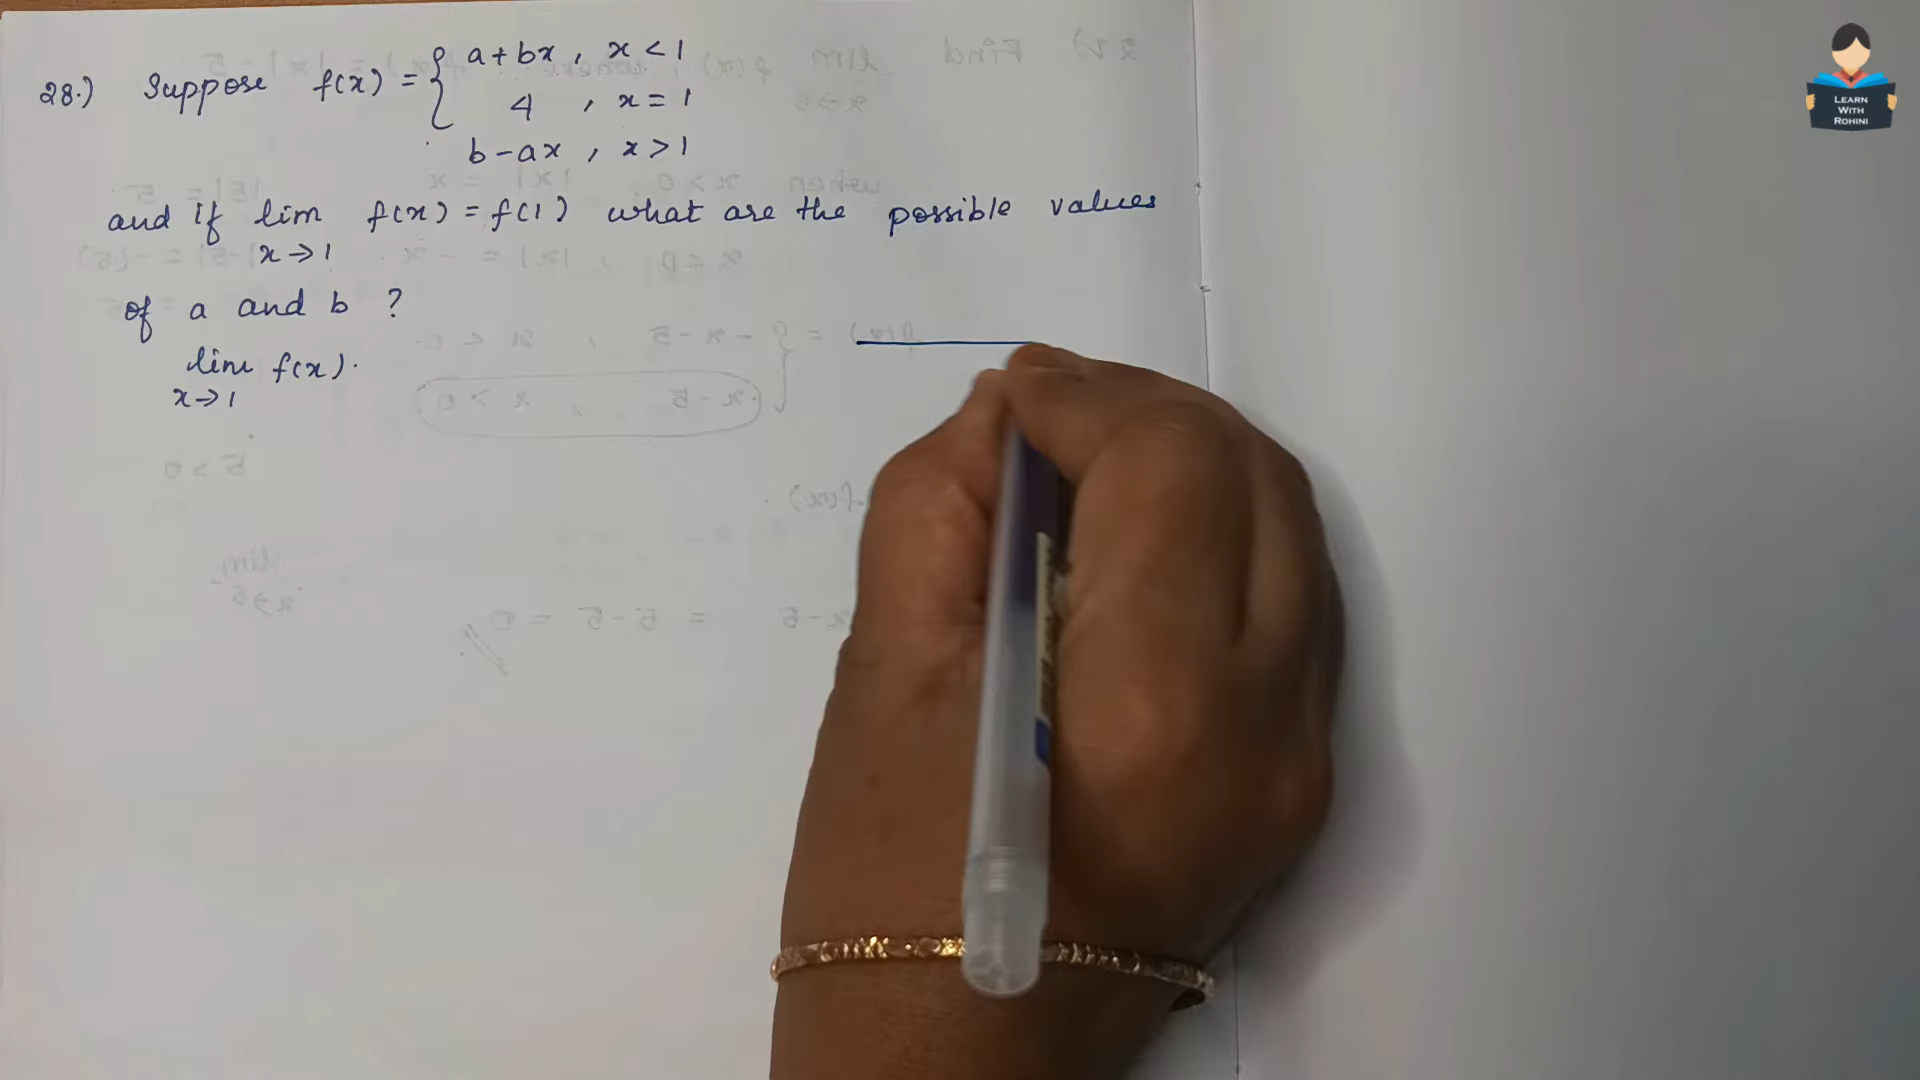 28.) Suppose f(x) = { a + bx , x < 1
4 , x = 1
b - ax , x > 1
and if lim f(x) = f(1) what are the possible values
x → 1
of a and b ?
lim f(x).
x → 1
LEARN
WITH
ROHINI